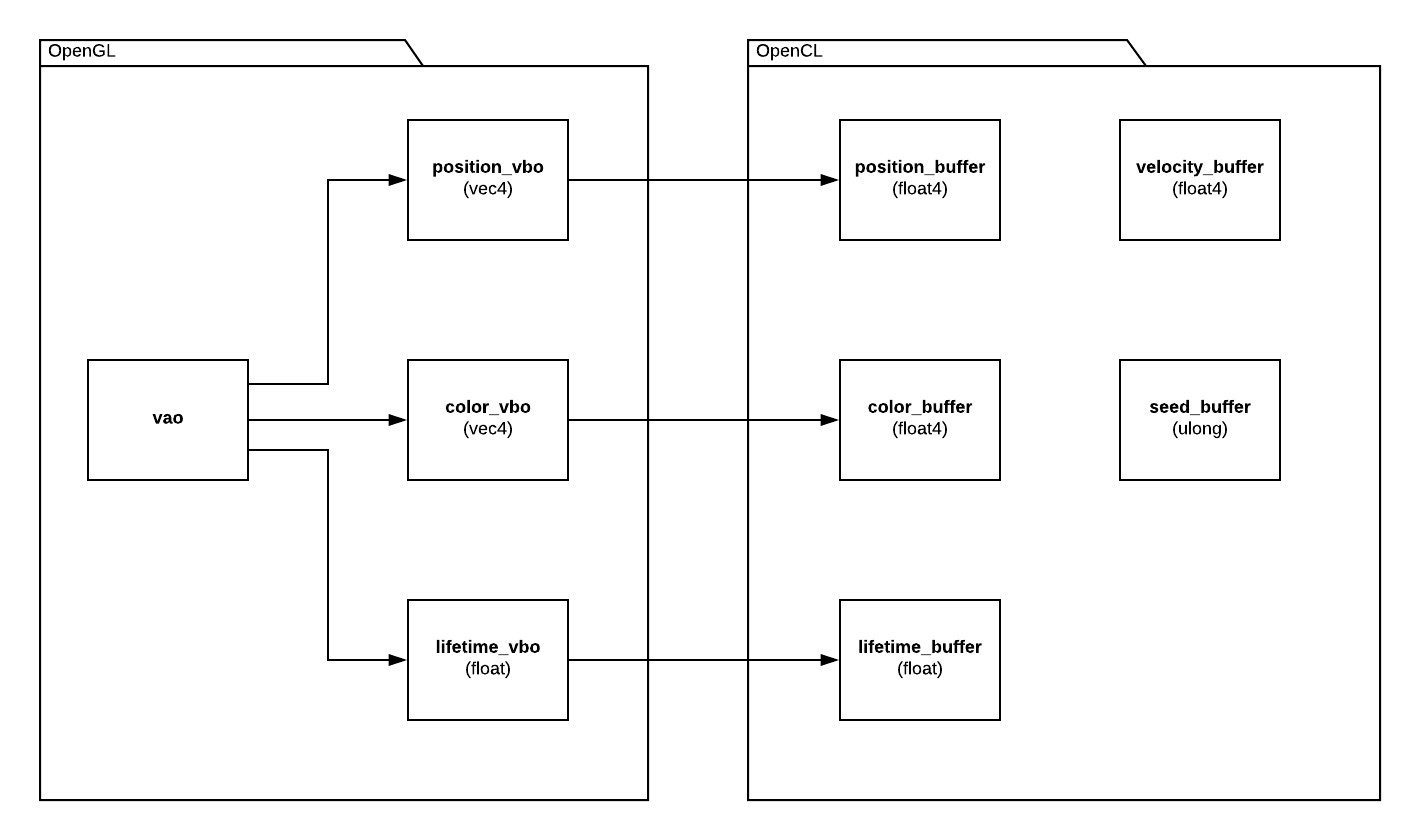 OpenGL
OpenCL
position_vbo
(vec4)
position_buffer
(float4)
velocity_buffer
(float4)
vao
color_vbo
(vec4)
color_buffer
(float4)
seed_buffer
(ulong)
lifetime_vbo
(float)
lifetime_buffer
(float)